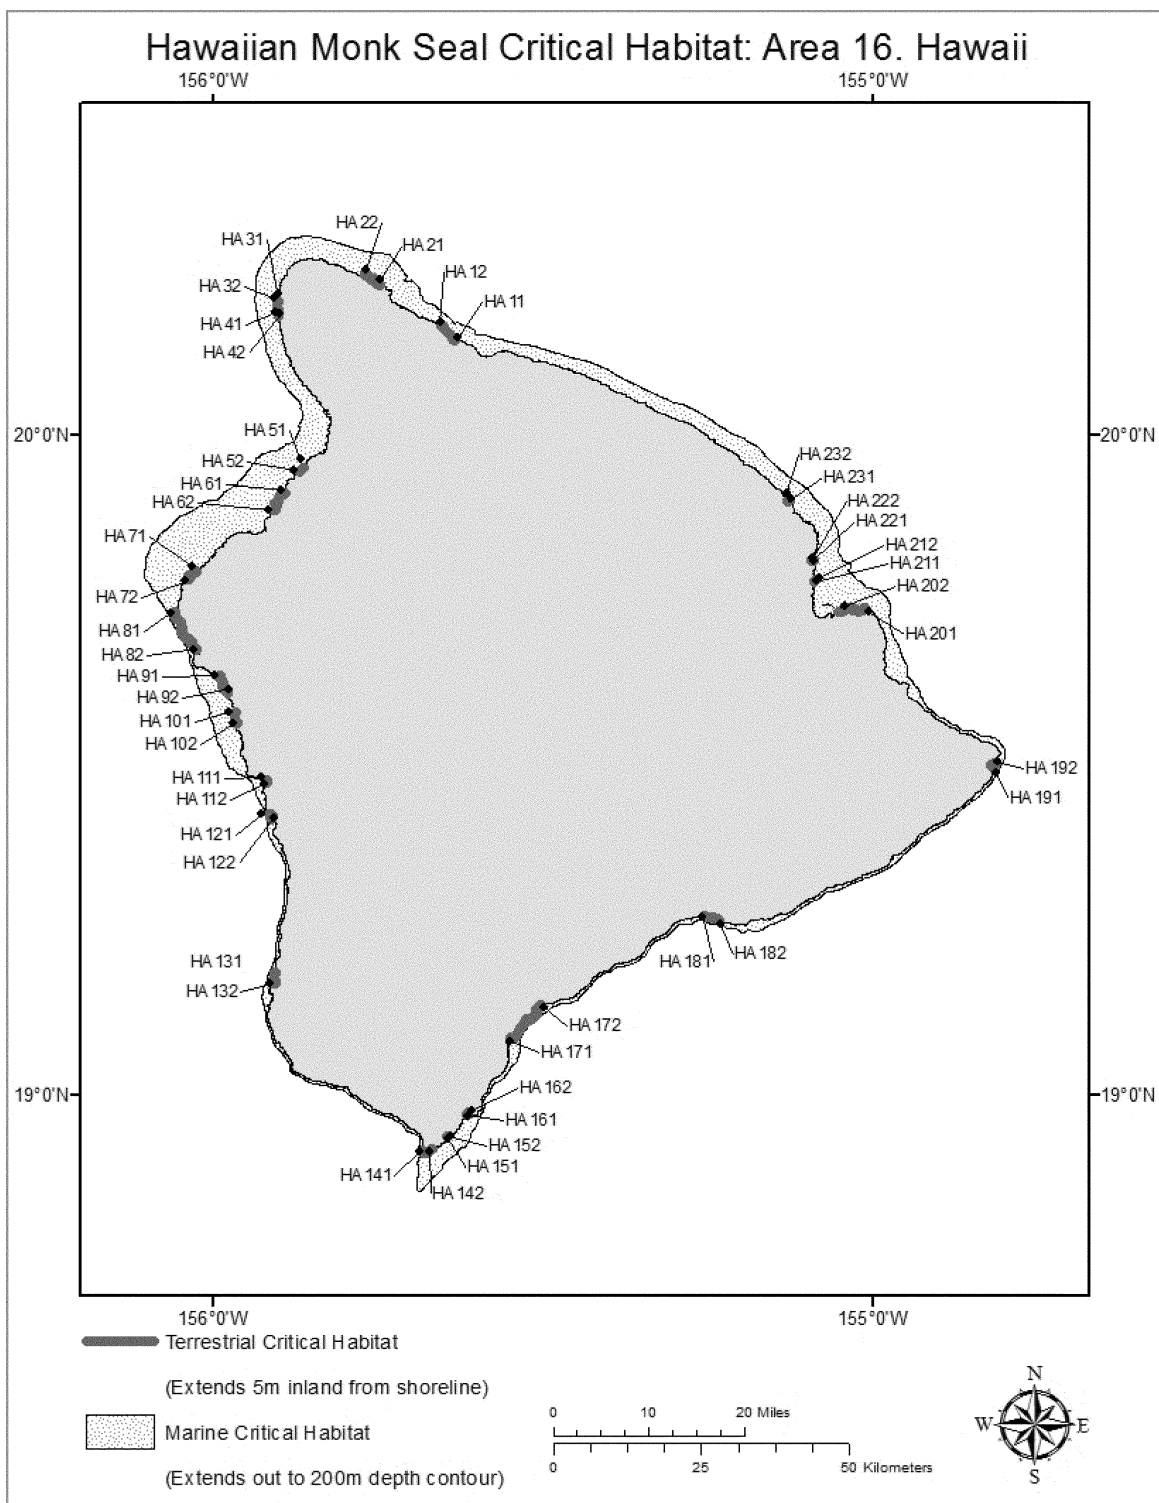 Hawaiian Monk Seal Critical Habitat: Area 16. Hawaii
156°0'W
155°0'W
HA 22
HA 31
HA 21
HA 12
HA 32
HA 11
HA 41
HA 42
20°0'N
20°0'N
HA 51
HA 52
HA 232
HA 61
HA 231
HA 62
HA 222
HA 221
HA 71
HA 212
HA 211
HA 202
HA 72
HA 81
HA 201
HA 82
HA 91
HA 92
HA 101
HA 102
HA 192
HA 111
HA 112
HA 191
HA 121
HA 122
HA 182
HA 131
HA 181
HA 132
HA 172
HA 171
HA 162
19°0'N
19°0'N
HA 161
HA 152
HA 151
HA 141
HA 142
156°0'W
155°0'W
Terrestrial Critical Habitat
(Extends 5m inland from shoreline)
Marine Critical Habitat
(Extends out to 200m depth contour)
0 10 20 Miles
0 25 50 Kilometers
N
W E
S